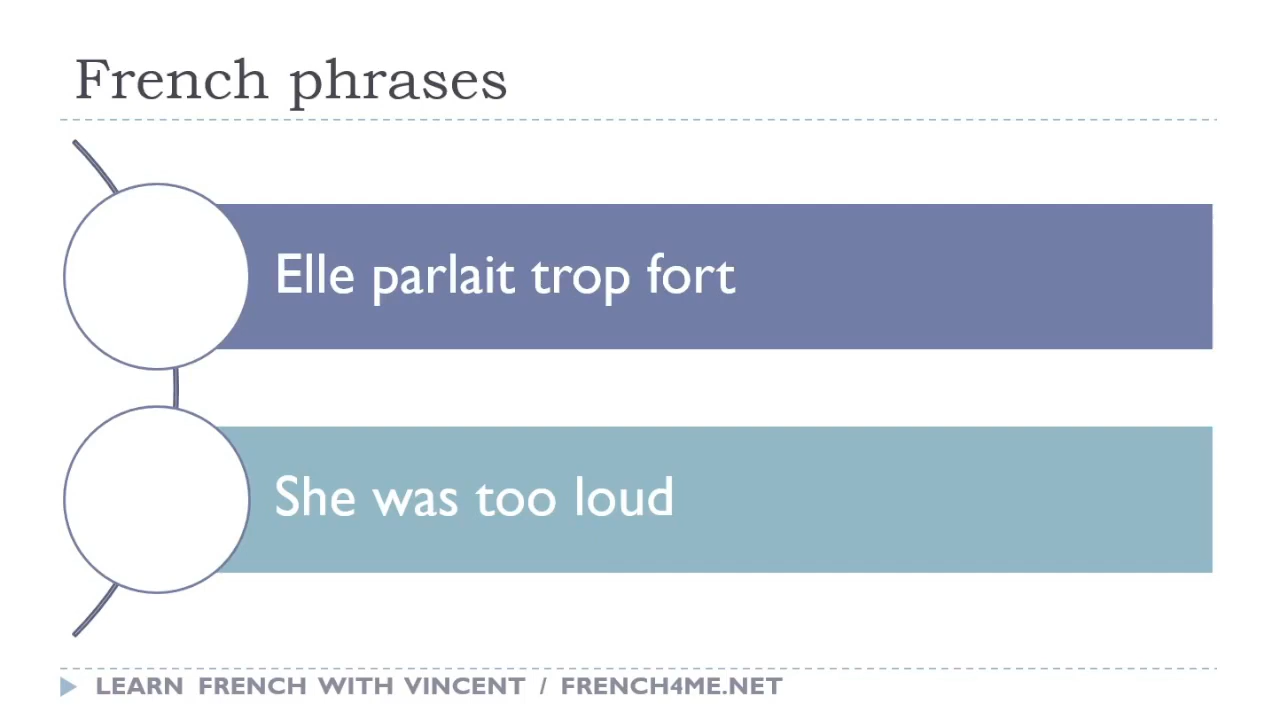 French phrases
Elle parlait trop fort
She was too loud
LEARN FRENCH WITH VINCENT / FRENCH4ME.NET